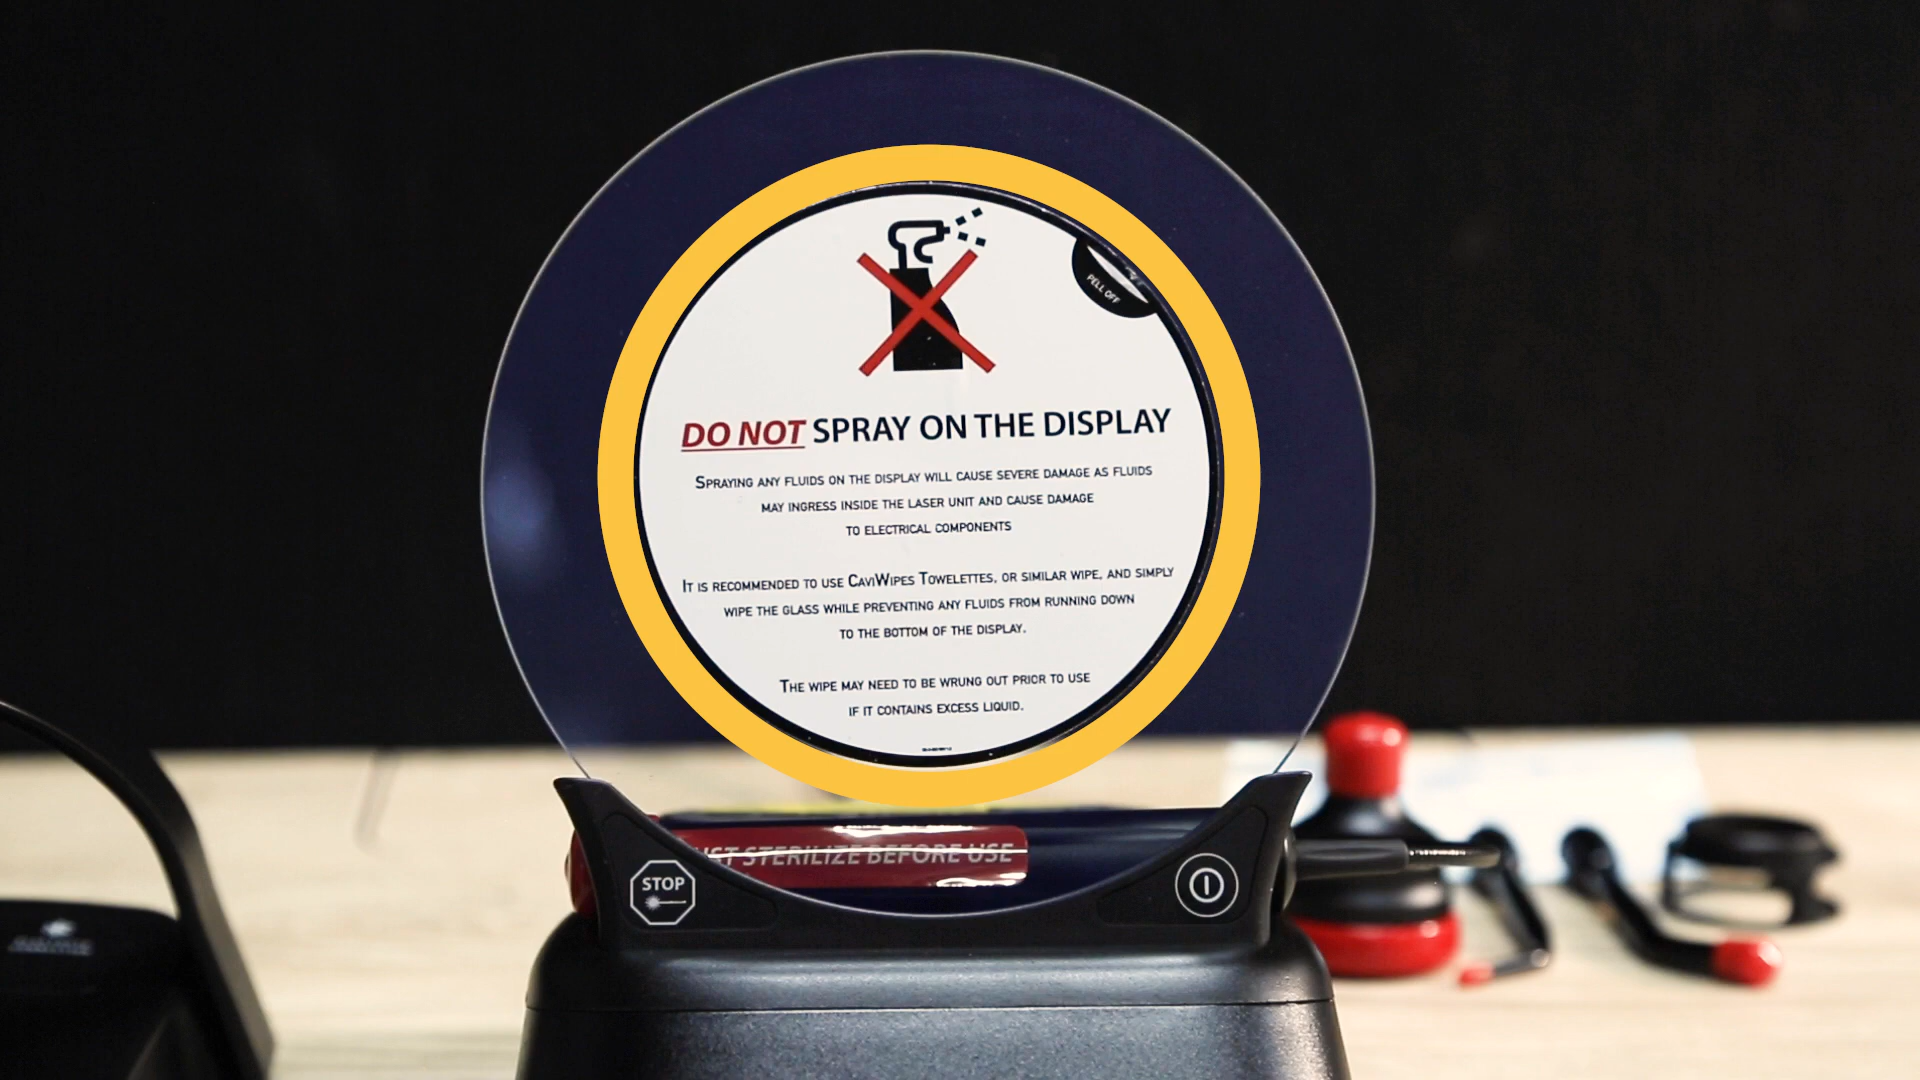 PELL OFF
DO NOT SPRAY ON THE DISPLAY
SPRAYING ANY FLUIDS ON THE DISPLAY WILL CAUSE SEVERE DAMAGE AS FLUIDS
MAY INGRESS INSIDE THE LASER UNIT AND CAUSE DAMAGE
TO ELECTRICAL COMPONENTS
IT IS RECOMMENDED TO USE CAVIWIPES TOWELETTES, OR SIMILAR WIPE, AND SIMPLY
WIPE THE GLASS WHILE PREVENTING ANY FLUIDS FROM RUNNING DOWN
TO THE BOTTOM OF THE DISPLAY.
THE WIPE MAY NEED TO BE WRUNG OUT PRIOR TO USE
IF IT CONTAINS EXCESS LIQUID.
STERILIZE BEFORE USE
STOP